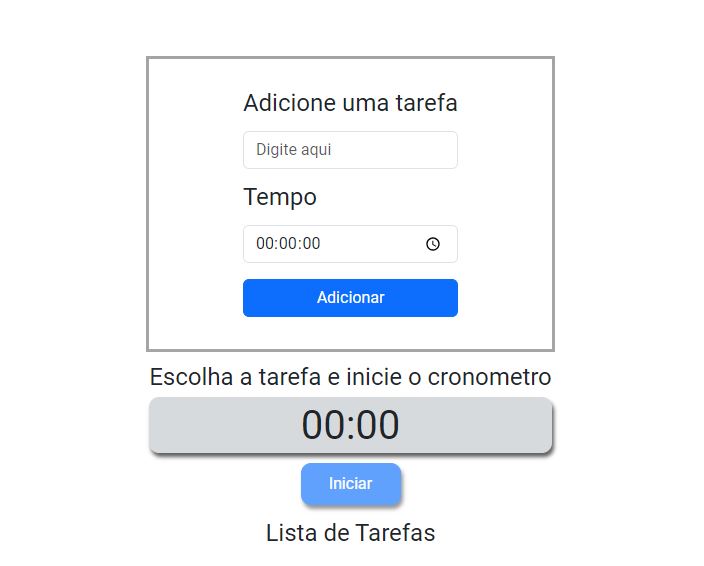 Adicione uma tarefa
Digite aqui
Tempo
00:00:00
Adicionar
Escolha a tarefa e inicie o cronometro
00:00
Iniciar
Lista de Tarefas